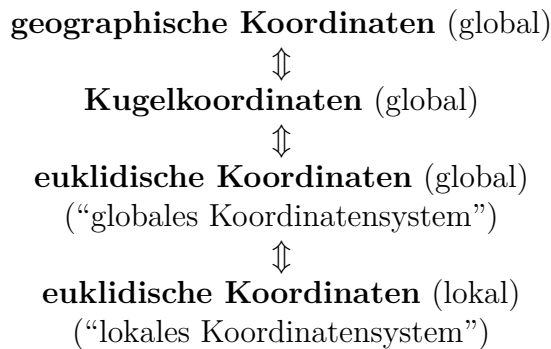 geographische Koordinaten (global)
⇕
Kugelkoordinaten (global)
⇕
euklidische Koordinaten (global)
(“globales Koordinatensystem”)
⇕
euklidische Koordinaten (lokal)
(“lokales Koordinatensystem”)